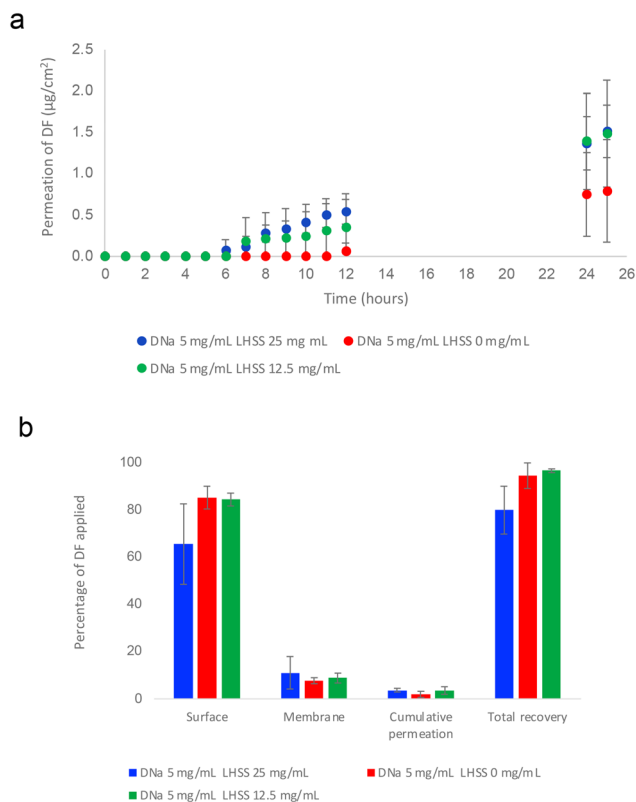 a
Permeation of DF (µg/cm²)
2.5
2.0
1.5
1.0
0.5
0.0
0 2 4 6 8 10 12 14 16 18 20 22 24 26
Time (hours)
DNa 5 mg/mL LHSS 25 mg mL
DNa 5 mg/mL LHSS 0 mg/mL
DNa 5 mg/mL LHSS 12.5 mg/mL
b
Percentage of DF applied
100
80
60
40
20
0
Surface Membrane Cumulative permeation Total recovery
DNa 5 mg/mL LHSS 25 mg/mL
DNa 5 mg/mL LHSS 0 mg/mL
DNa 5 mg/mL LHSS 12.5 mg/mL